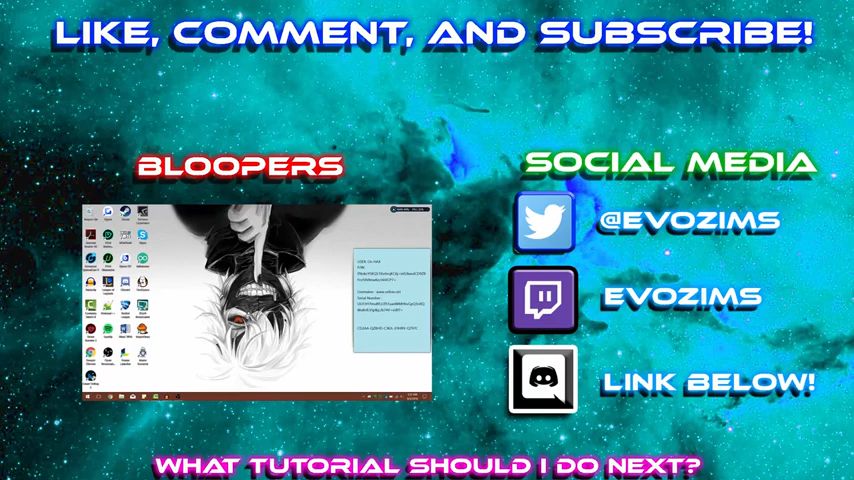 LIKE, COMMENT, AND SUBSCRIBE!
BLOOPERS
SOCIAL MEDIA
@EVOZIMS
EVOZIMS
LINK BELOW!
WHAT TUTORIAL SHOULD I DO NEXT?